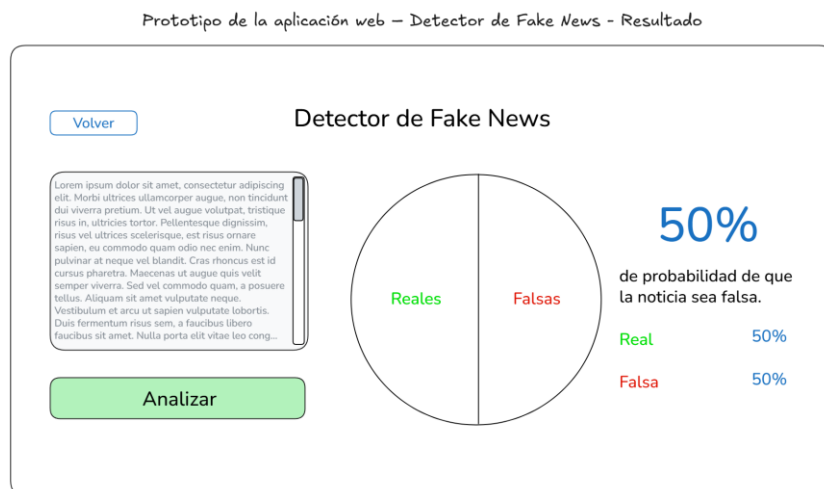 Prototipo de la aplicación web – Detector de Fake News - Resultado
Volver
Detector de Fake News
Lorem ipsum dolor sit amet, consectetur adipiscing
elit. Morbi ultrices ullamcorper augue, non tincidunt
dui viverra pretium. Ut vel augue volutpat, tristique
risus in, ultricies tortor. Pellentesque dignissim,
risus vel ultrices scelerisque, est risus ornare
sapien, eu commodo quam odio nec enim. Nunc
pulvinar at neque vel blandit. Cras rhoncus est id
cursus pharetra. Maecenas ut augue quis velit
semper viverra. Sed vel commodo quam, a posuere
tellus. Aliquam sit amet vulputate neque.
Vestibulum et arcu ut sapien vulputate lobortis.
Duis fermentum risus sem, a faucibus libero
faucibus sit amet. Nulla porta elit vitae leo cong...
Analizar
Reales
Falsas
50%
de probabilidad de que
la noticia sea falsa.
Real 50%
Falsa 50%